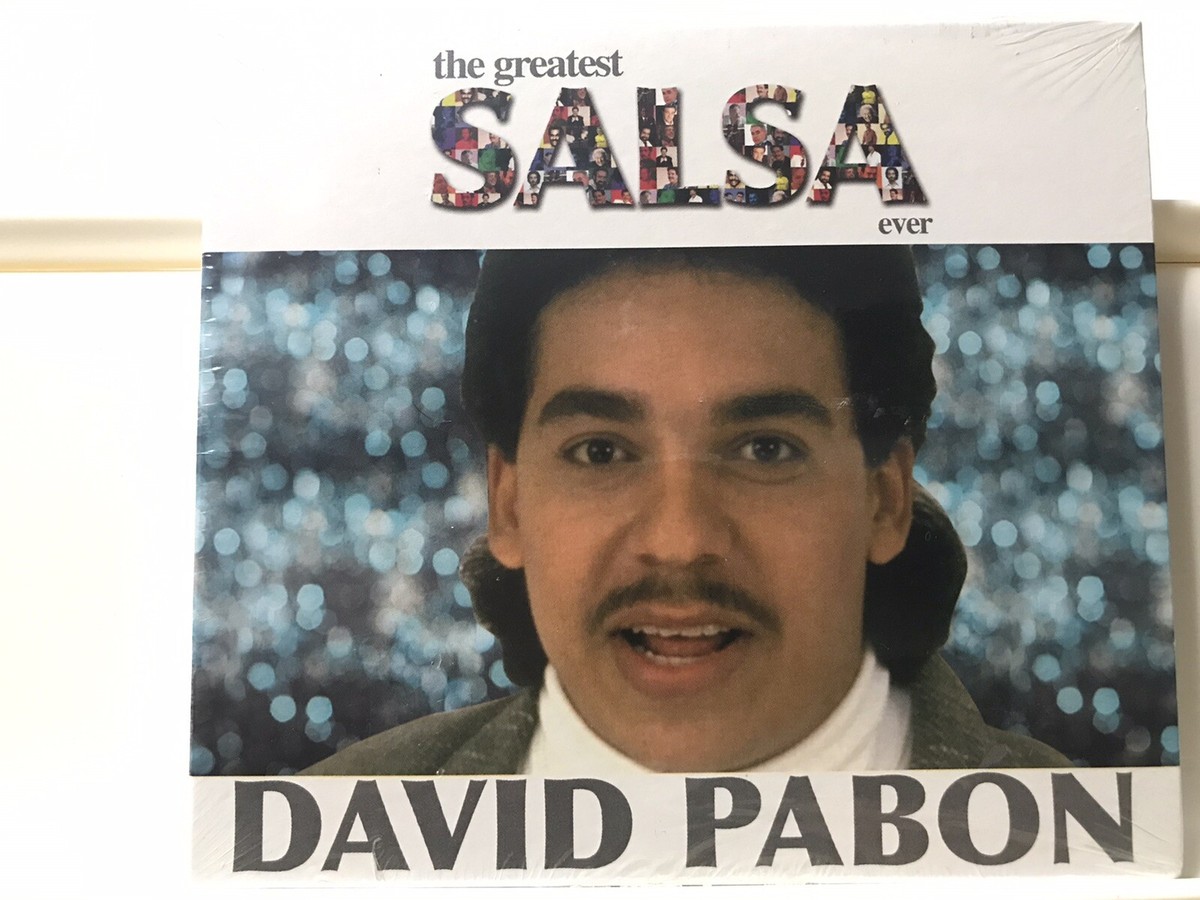 the greatest
SALSA
ever
DAVID PABON